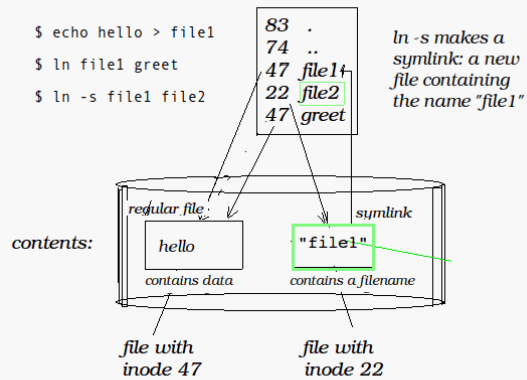 $ echo hello > file1
$ ln file1 greet
$ ln -s file1 file2
83 .
74 ..
47 file1
22 file2
47 greet
ln -s makes a
symlink: a new
file containing
the name "file1"
regular file
symlink
contents:
hello
"file1"
contains data
contains a filename
file with
inode 47
file with
inode 22